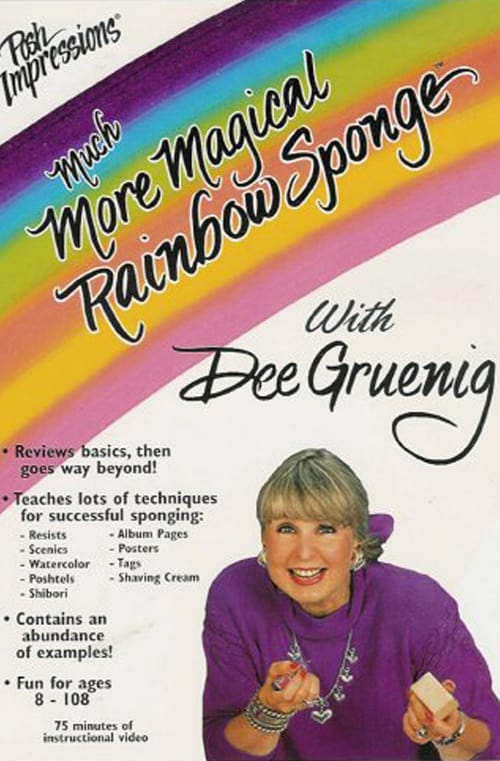 Posh
Impressions®
Much
More Magical
Rainbow Sponge™
With
Dee Gruenig
• Reviews basics, then
goes way beyond!
• Teaches lots of techniques
for successful sponging:
- Resists
- Scenics
- Watercolor
- Poshtels
- Shibori
- Album Pages
- Posters
- Tags
- Shaving Cream
• Contains an
abundance
of examples!
• Fun for ages
8 - 108
75 minutes of
instructional video